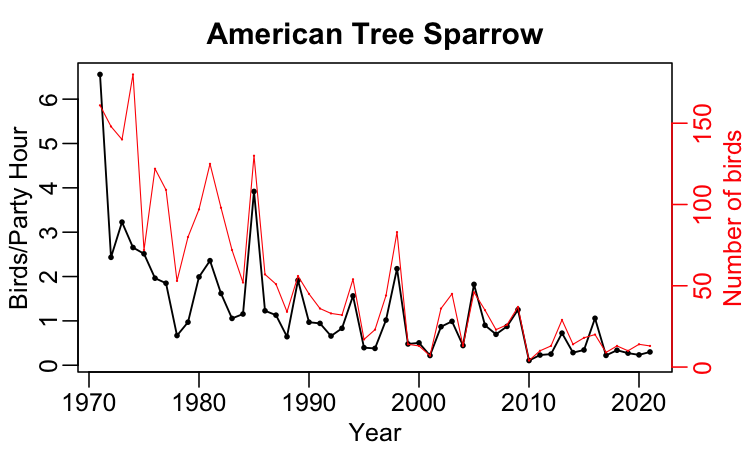 American Tree Sparrow
Birds/Party Hour
0 1 2 3 4 5 6
0 50 100 150
Number of birds
1970 1980 1990 2000 2010 2020
Year